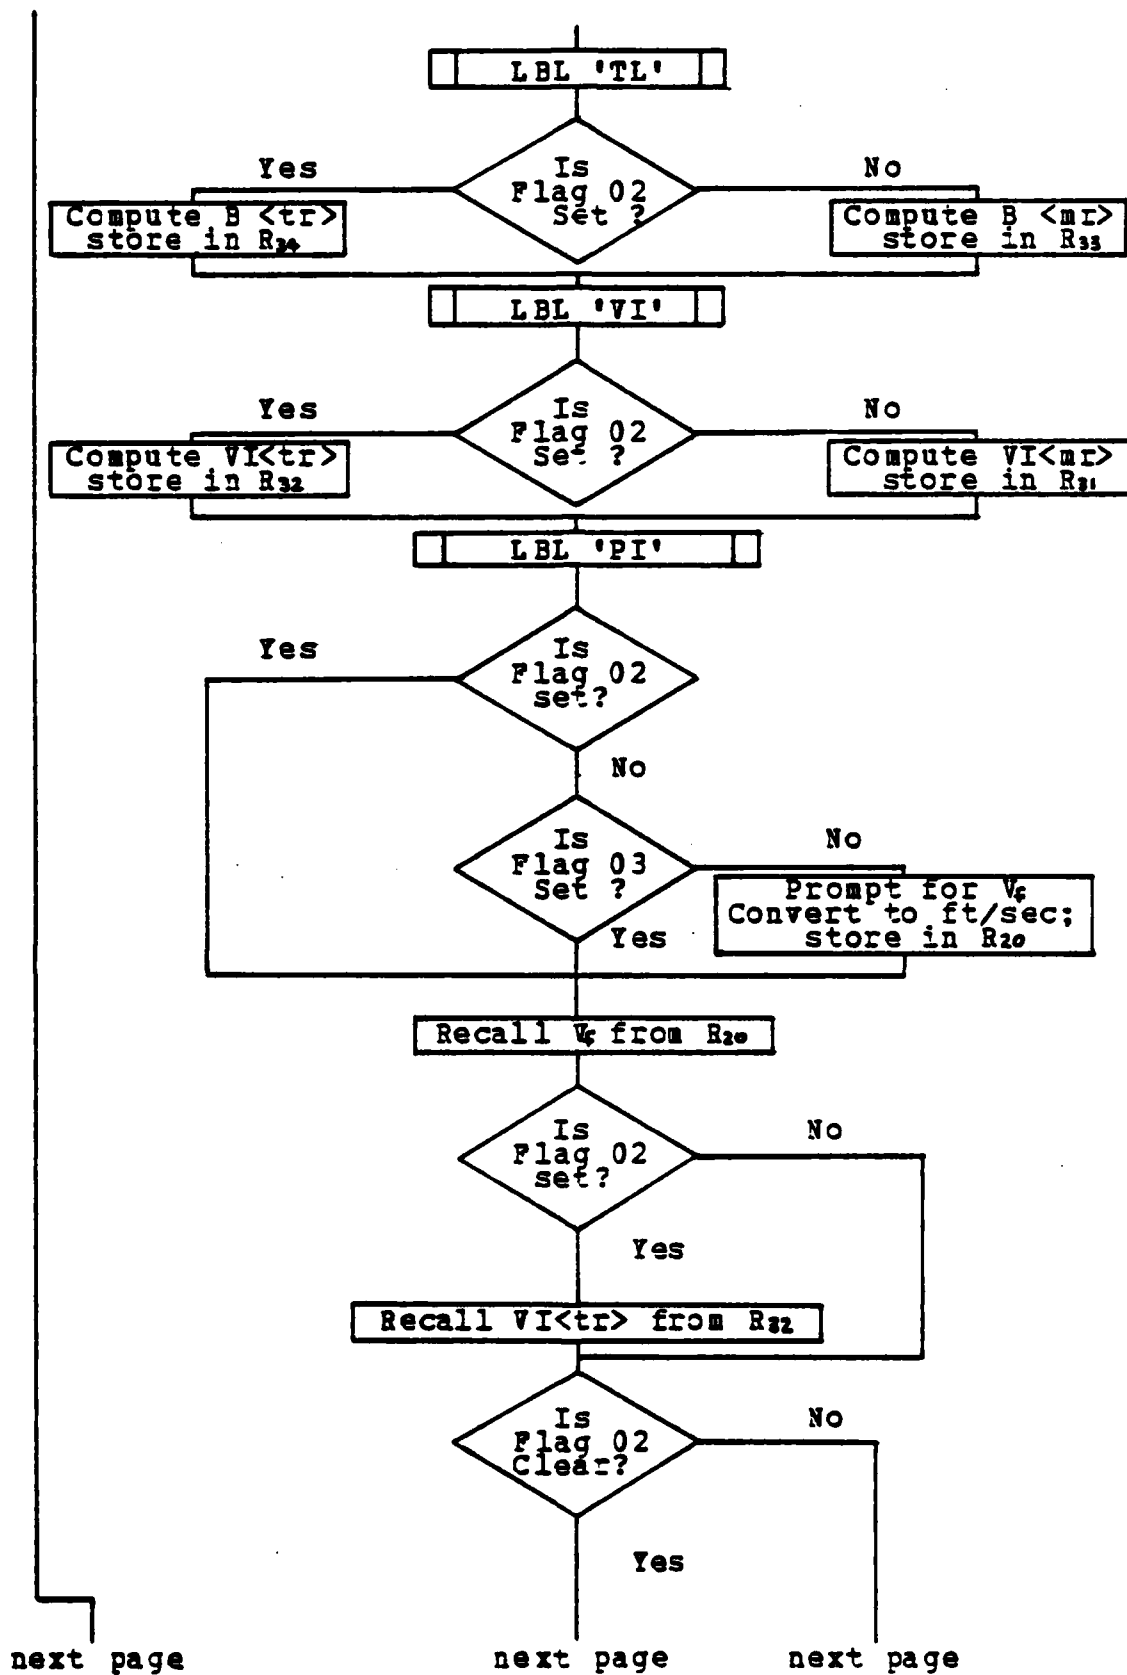 LBL 'TL'
Yes
Is
Flag 02
Set ?
No
Compute B <tr>
store in R34
Compute B <mr>
store in R33
LBL 'VI'
Yes
Is
Flag 02
Set ?
No
Compute VI<tr>
store in R32
Compute VI<mr>
store in R31
LBL 'PI'
Yes
Is
Flag 02
set?
No
Is
Flag 03
Set ?
No
Prompt for Vf
Convert to ft/sec;
store in R20
Yes
Recall Vf from R20
Is
Flag 02
set?
No
Yes
Recall VI<tr> from R32
Is
Flag 02
Clear?
No
Yes
next page
next page
next page